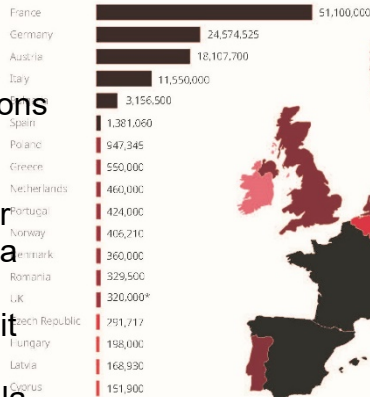 France 51,100,000
Germany 24,574,525
Austria 18,107,700
Italy 11,550,000
ons 3,156,500
Spain 1,381,060
Poland 947,345
Greece 550,000
Netherlands 460,000
Portugal 424,000
r
Norway 406,210
a
enmark 360,000
Romania 329,500
UK 320,000*
it
zech Republic 291,717
Hungary 198,000
Latvia 168,930
Cyprus 151,900